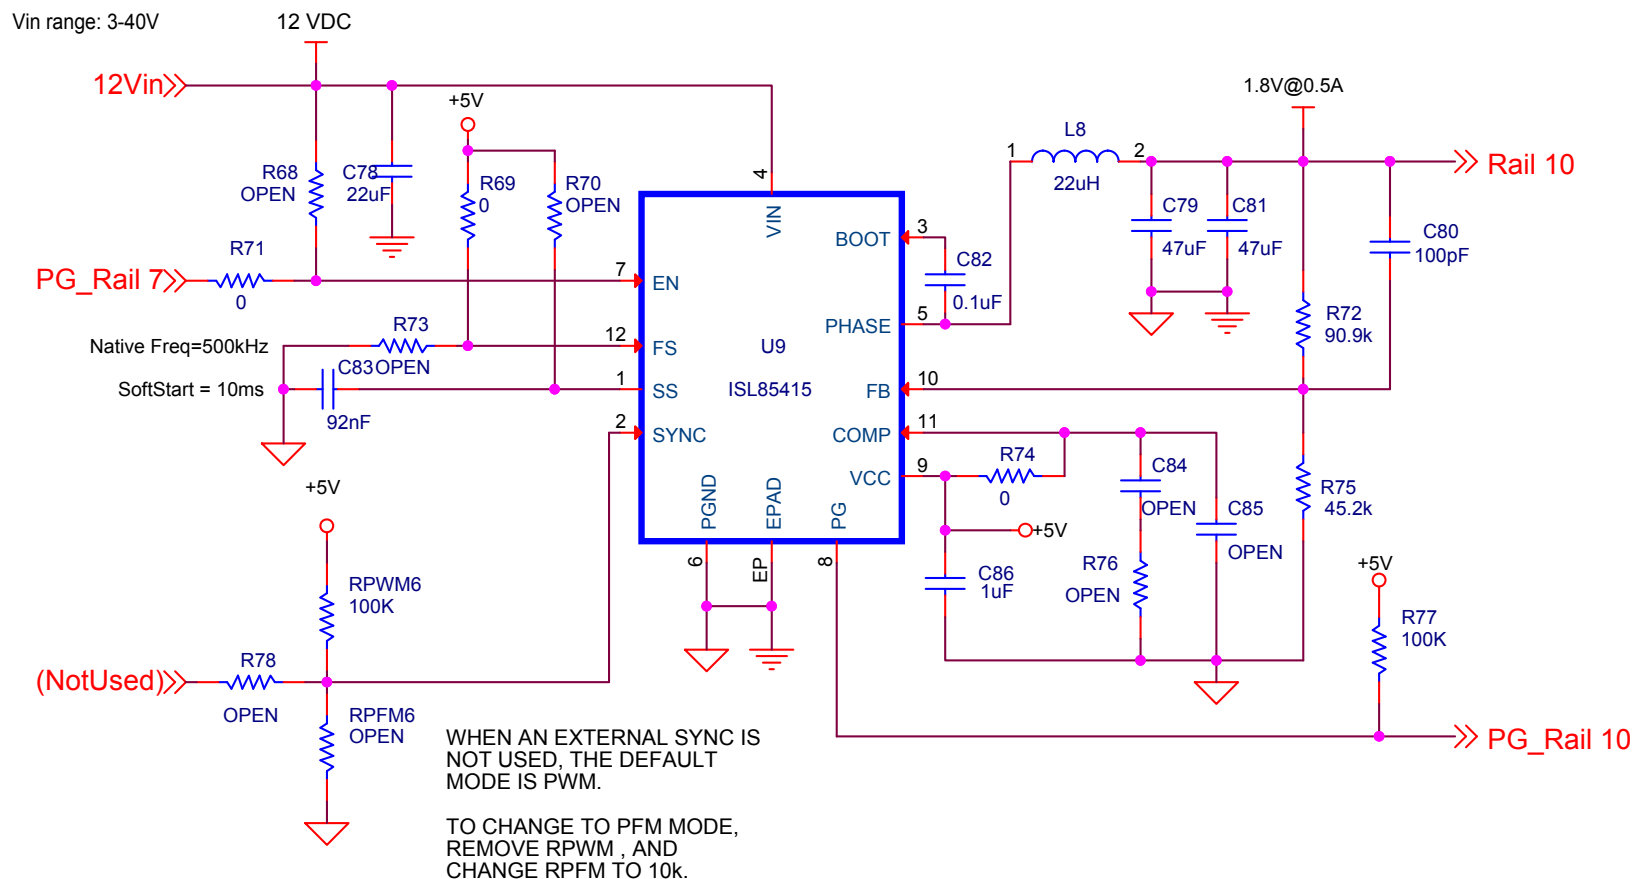 Vin range: 3-40V
12 VDC
12Vin
+5V
1.8V@0.5A
L8
1
2
22uH
Rail 10
R68
OPEN
C78
22uF
R69
0
R70
OPEN
4
VIN
BOOT
3
C82
0.1uF
C79
47uF
C81
47uF
C80
100pF
R71
0
PG_Rail 7
7
EN
PHASE
5
R72
90.9k
Native Freq=500kHz
R73
OPEN
12
FS
U9
SoftStart = 10ms
C83
92nF
1
SS
ISL85415
FB
10
2
SYNC
COMP
11
VCC
9
R74
0
C84
OPEN
C85
OPEN
R75
45.2k
PGND
EPAD
PG
6
EP
8
+5V
+5V
C86
1uF
R76
OPEN
+5V
R77
100K
RPWM6
100K
(NotUsed)
R78
OPEN
RPFM6
OPEN
PG_Rail 10
WHEN AN EXTERNAL SYNC IS
NOT USED, THE DEFAULT
MODE IS PWM.
TO CHANGE TO PFM MODE,
REMOVE RPWM , AND
CHANGE RPFM TO 10k.